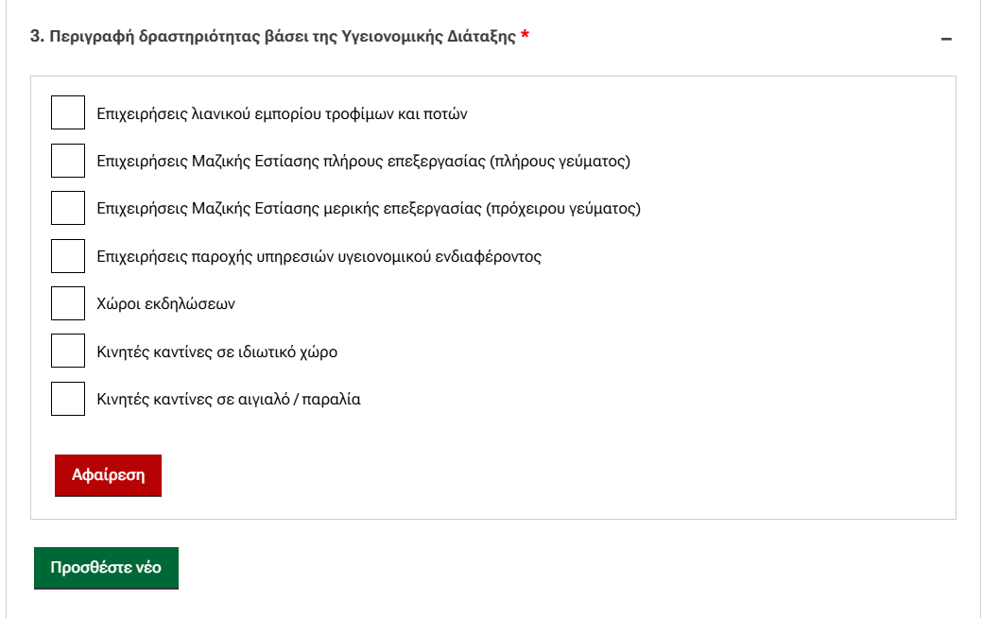 3. Περιγραφή δραστηριότητας βάσει της Υγειονομικής Διάταξης *
Επιχειρήσεις λιανικού εμπορίου τροφίμων και ποτών
Επιχειρήσεις Μαζικής Εστίασης πλήρους επεξεργασίας (πλήρους γεύματος)
Επιχειρήσεις Μαζικής Εστίασης μερικής επεξεργασίας (πρόχειρου γεύματος)
Επιχειρήσεις παροχής υπηρεσιών υγειονομικού ενδιαφέροντος
Χώροι εκδηλώσεων
Κινητές καντίνες σε ιδιωτικό χώρο
Κινητές καντίνες σε αιγιαλό / παραλία
Αφαίρεση
Προσθέστε νέο